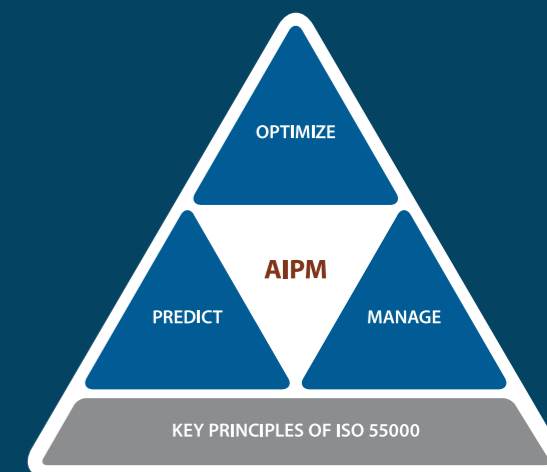 OPTIMIZE
AIPM
PREDICT
MANAGE
KEY PRINCIPLES OF ISO 55000